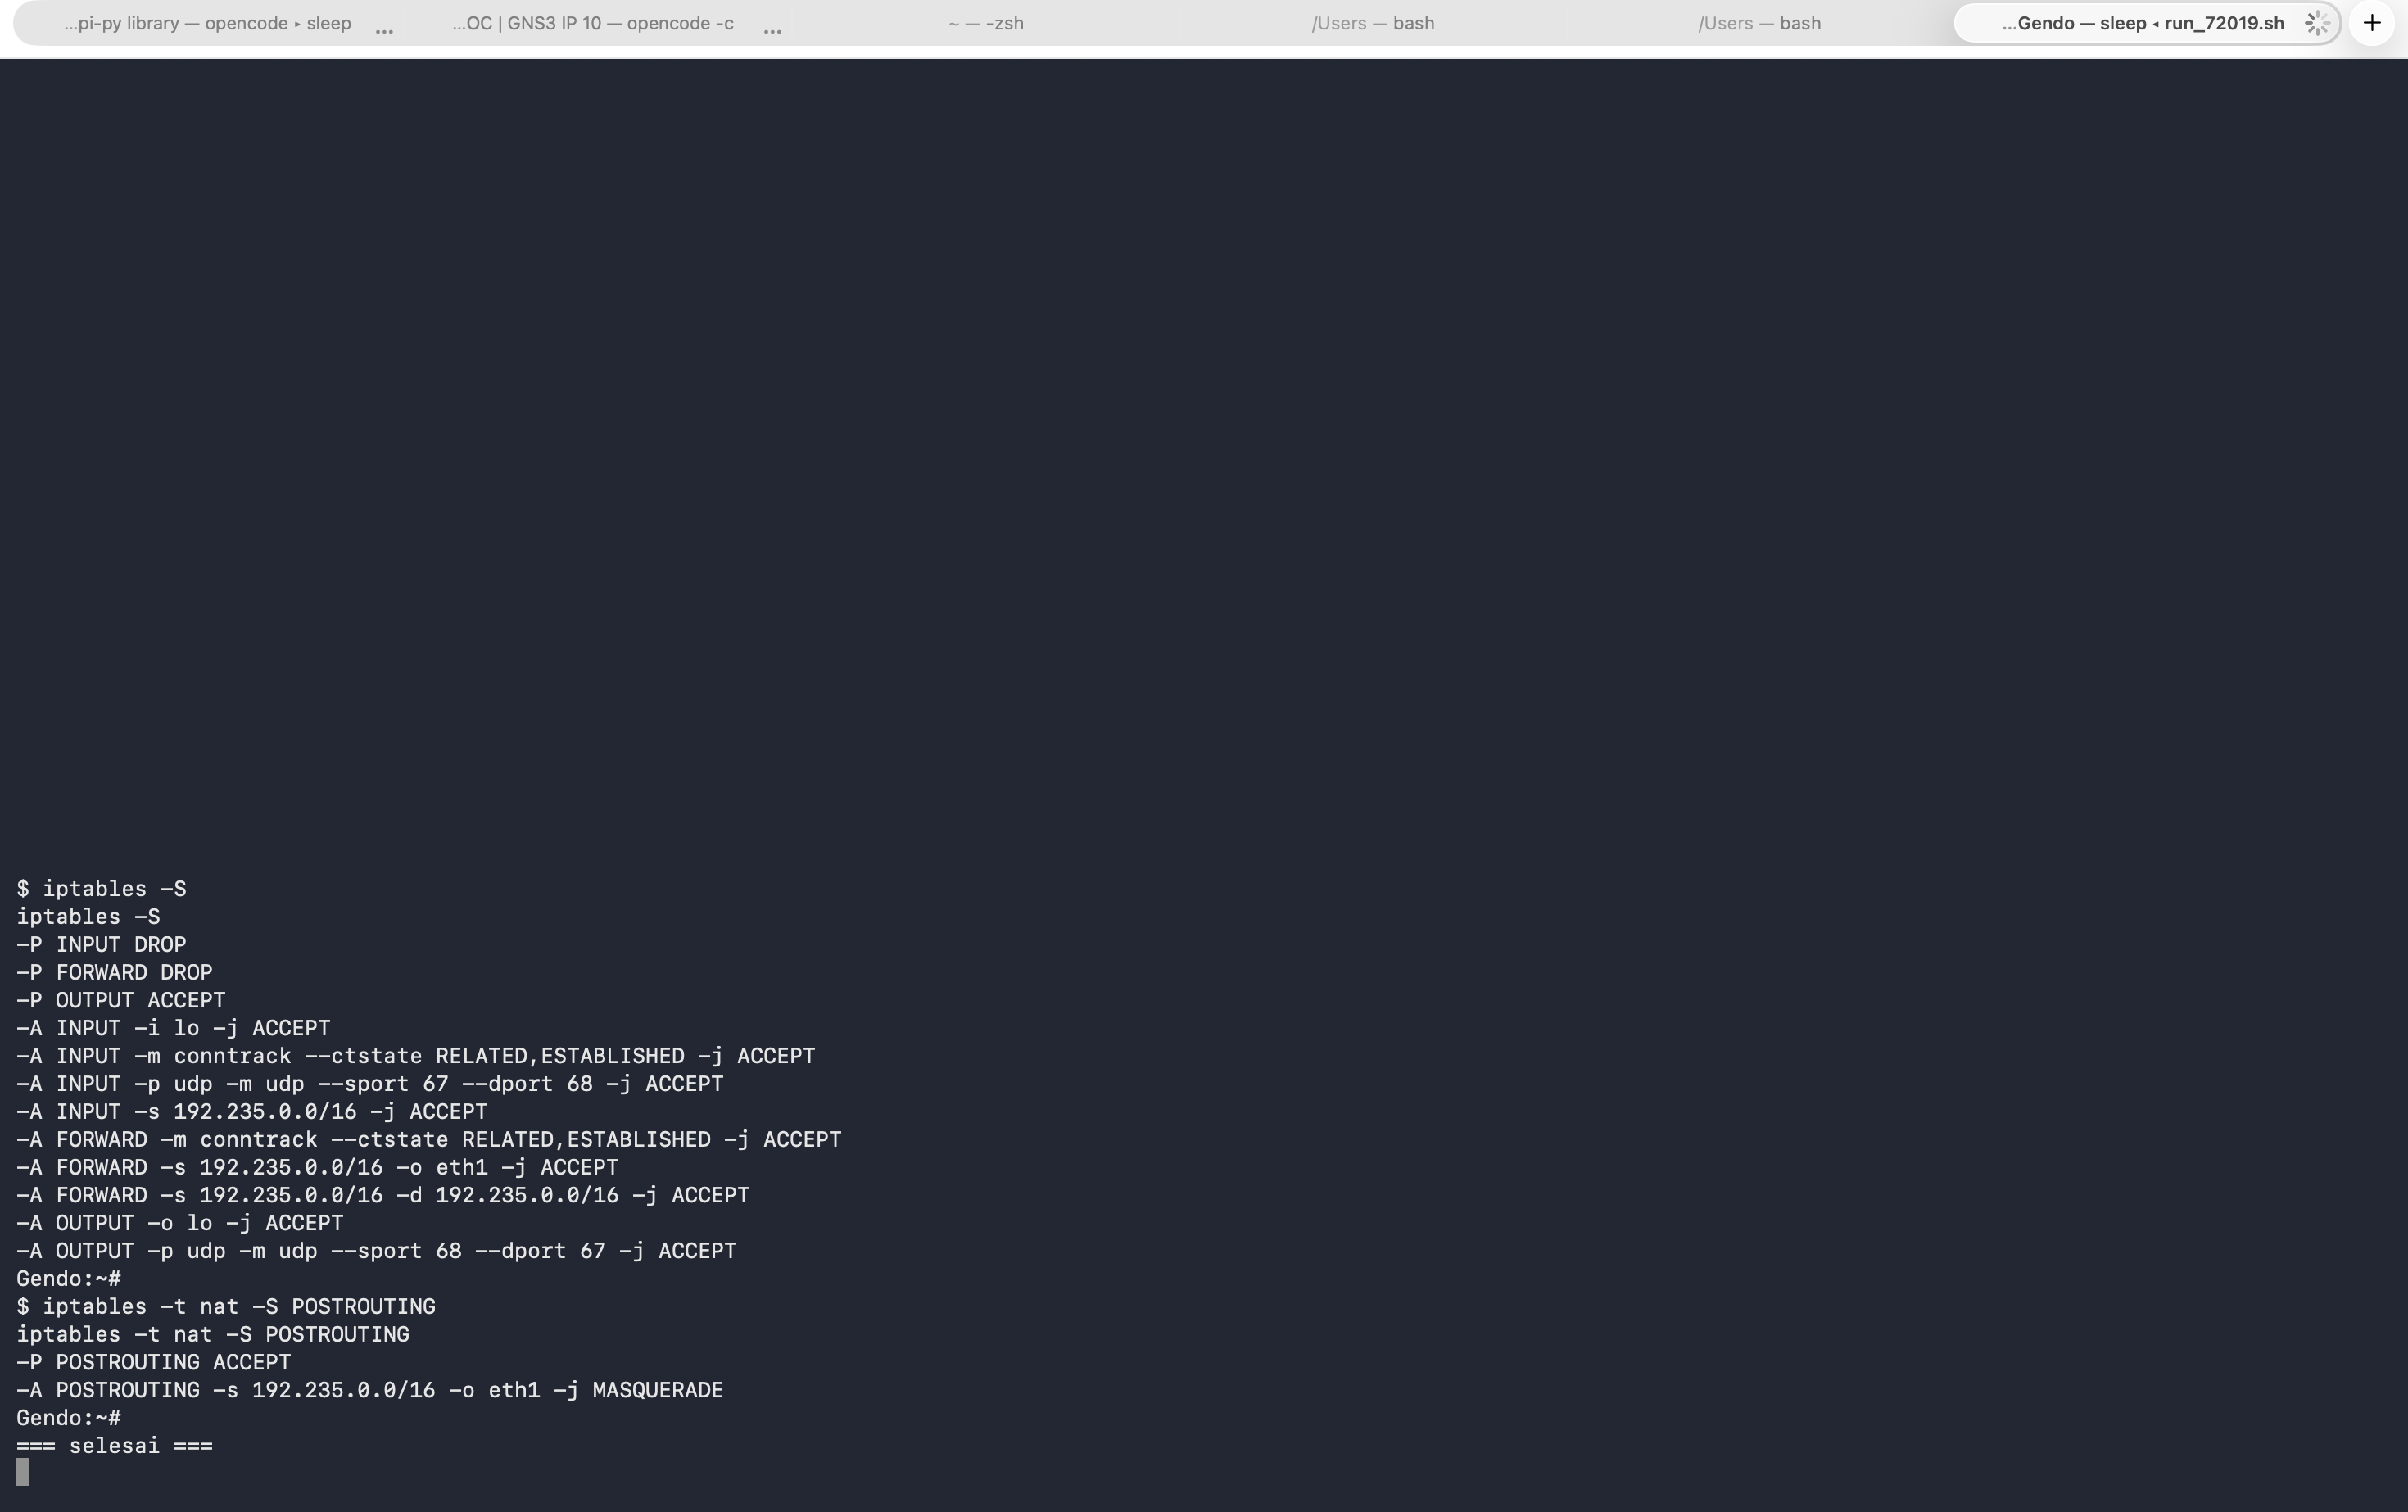 ...pi-py library — opencode ▸ sleep ...
...OC | GNS3 IP 10 — opencode -c ...
~ — -zsh
/Users — bash
/Users — bash
...Gendo — sleep ◂ run_72019.sh
+
$ iptables -S
iptables -S
-P INPUT DROP
-P FORWARD DROP
-P OUTPUT ACCEPT
-A INPUT -i lo -j ACCEPT
-A INPUT -m conntrack --ctstate RELATED,ESTABLISHED -j ACCEPT
-A INPUT -p udp -m udp --sport 67 --dport 68 -j ACCEPT
-A INPUT -s 192.235.0.0/16 -j ACCEPT
-A FORWARD -m conntrack --ctstate RELATED,ESTABLISHED -j ACCEPT
-A FORWARD -s 192.235.0.0/16 -o eth1 -j ACCEPT
-A FORWARD -s 192.235.0.0/16 -d 192.235.0.0/16 -j ACCEPT
-A OUTPUT -o lo -j ACCEPT
-A OUTPUT -p udp -m udp --sport 68 --dport 67 -j ACCEPT
Gendo:~#
$ iptables -t nat -S POSTROUTING
iptables -t nat -S POSTROUTING
-P POSTROUTING ACCEPT
-A POSTROUTING -s 192.235.0.0/16 -o eth1 -j MASQUERADE
Gendo:~#
=== selesai ===